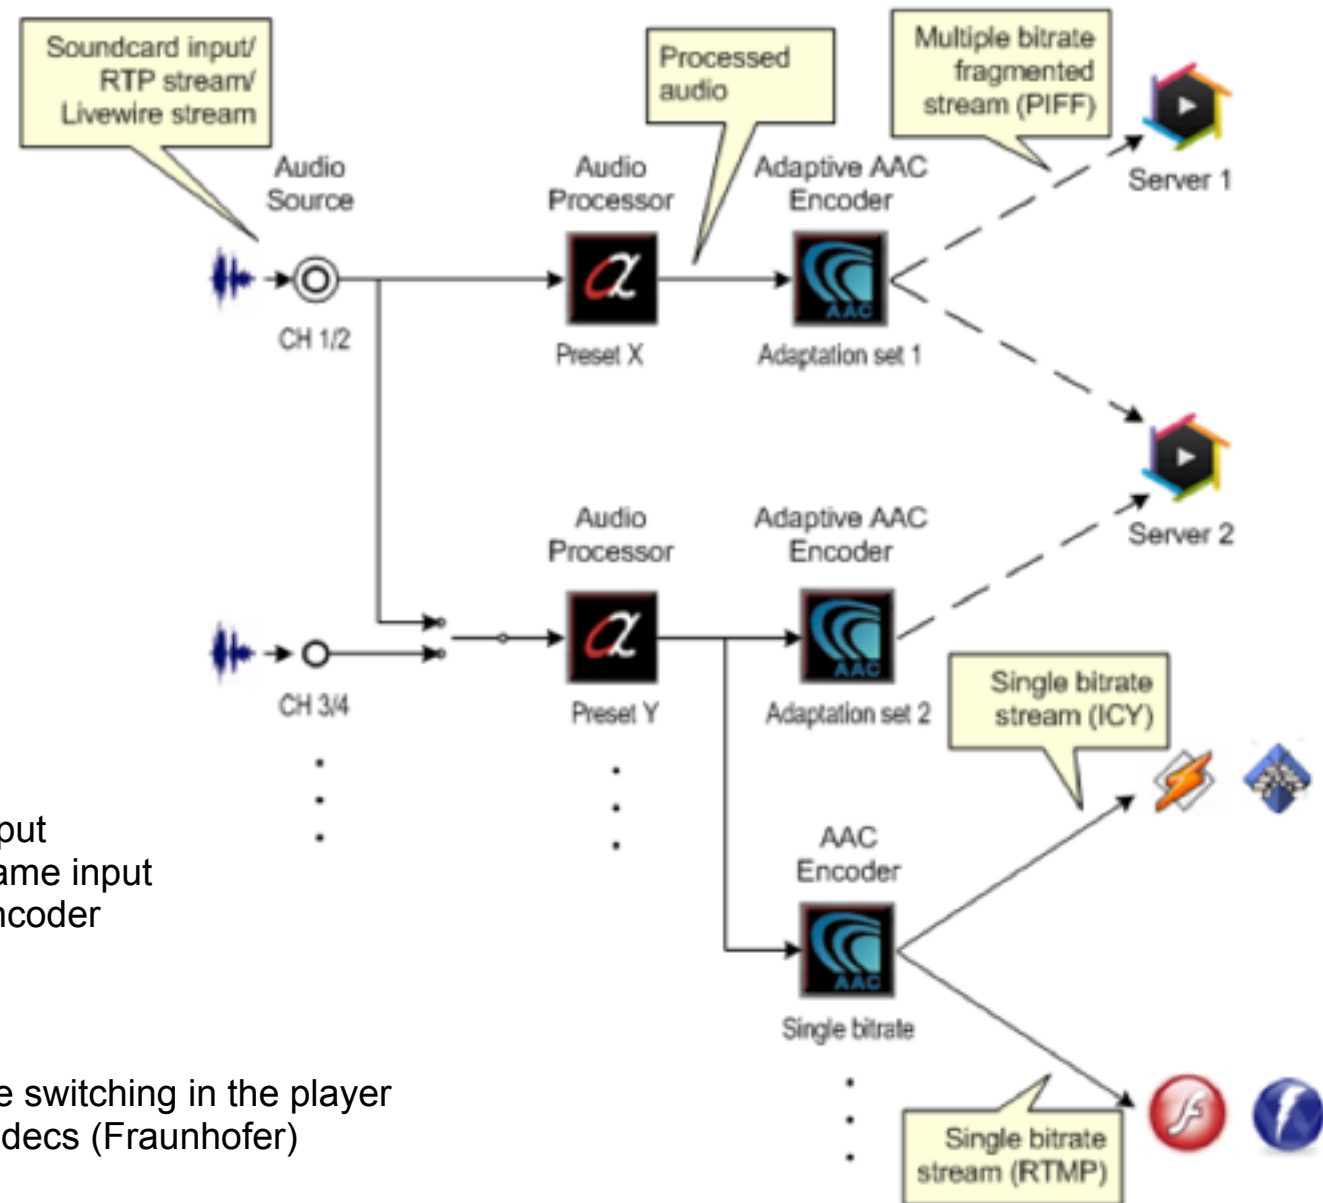 Soundcard input/
RTP stream/
Livewire stream
Processed
audio
Multiple bitrate
fragmented
stream (PIFF)
Audio
Source
Audio
Processor
Adaptive AAC
Encoder
Server 1
CH 1/2
α
AAC
Preset X
Adaptation set 1
Audio
Processor
Adaptive AAC
Encoder
Server 2
α
AAC
CH 3/4
Preset Y
Adaptation set 2
Single bitrate
stream (ICY)
put
ame input
ncoder
AAC
Encoder
AAC
Single bitrate
e switching in the player
decs (Fraunhofer)
Single bitrate
stream (RTMP)